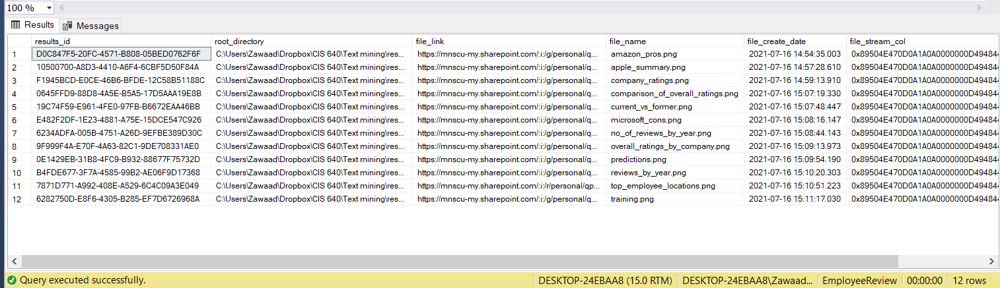 100 %
Results Messages
results_id root_directory file_link file_name file_create_date file_stream_col
1 D0C847F5-20FC-4571-B808-05BED0762F6F C:\Users\Zawaad\Dropbox\CIS 640\Text mining\res... https://mnscu-my.sharepoint.com/:i:/g/personal/q... amazon_pros.png 2021-07-16 14:54:35.003 0x89504E470D0A1A0A0000000D494844
2 10500700-A8D3-4410-A6F4-6CBF5D50F84A C:\Users\Zawaad\Dropbox\CIS 640\Text mining\res... https://mnscu-my.sharepoint.com/:i:/g/personal/q... apple_summary.png 2021-07-16 14:57:28.610 0x89504E470D0A1A0A0000000D494844
3 F1945BCD-E0CE-46B6-BFDE-12C58B51188C C:\Users\Zawaad\Dropbox\CIS 640\Text mining\res... https://mnscu-my.sharepoint.com/:i:/g/personal/q... company_ratings.png 2021-07-16 14:59:13.910 0x89504E470D0A1A0A0000000D494844
4 0645FFD9-88D8-4A5E-B5A5-17D5AAA19E8B C:\Users\Zawaad\Dropbox\CIS 640\Text mining\res... https://mnscu-my.sharepoint.com/:i:/g/personal/q... comparison_of_overall_ratings.png 2021-07-16 15:07:19.330 0x89504E470D0A1A0A0000000D494844
5 19C74F59-E961-4FE0-97FB-B6672EAA46BB C:\Users\Zawaad\Dropbox\CIS 640\Text mining\res... https://mnscu-my.sharepoint.com/:i:/g/personal/q... current_vs_former.png 2021-07-16 15:07:48.447 0x89504E470D0A1A0A0000000D494844
6 E482F2DF-1E23-4881-A75E-15DCE547C926 C:\Users\Zawaad\Dropbox\CIS 640\Text mining\res... https://mnscu-my.sharepoint.com/:i:/g/personal/q... microsoft_cons.png 2021-07-16 15:08:16.147 0x89504E470D0A1A0A0000000D494844
7 6234ADFA-005B-4751-A26D-9EFBE389D30C C:\Users\Zawaad\Dropbox\CIS 640\Text mining\res... https://mnscu-my.sharepoint.com/:i:/g/personal/q... no_of_reviews_by_year.png 2021-07-16 15:08:44.143 0x89504E470D0A1A0A0000000D494844
8 9F999F4A-E70F-4A63-82C1-9DE708331AE0 C:\Users\Zawaad\Dropbox\CIS 640\Text mining\res... https://mnscu-my.sharepoint.com/:i:/g/personal/q... overall_ratings_by_company.png 2021-07-16 15:09:13.973 0x89504E470D0A1A0A0000000D494844
9 0E1429EB-31B8-4FC9-B932-88677F75732D C:\Users\Zawaad\Dropbox\CIS 640\Text mining\res... https://mnscu-my.sharepoint.com/:i:/g/personal/q... predictions.png 2021-07-16 15:09:54.190 0x89504E470D0A1A0A0000000D494844
10 B4FDE677-3F7A-4585-99B2-AE06F9D17368 C:\Users\Zawaad\Dropbox\CIS 640\Text mining\res... https://mnscu-my.sharepoint.com/:i:/g/personal/q... reviews_by_year.png 2021-07-16 15:10:20.303 0x89504E470D0A1A0A0000000D494844
11 7871D771-A992-408E-A529-6C4C09A3E049 C:\Users\Zawaad\Dropbox\CIS 640\Text mining\res... https://mnscu-my.sharepoint.com/:i:/r/personal/qp... top_employee_locations.png 2021-07-16 15:10:51.223 0x89504E470D0A1A0A0000000D494844
12 6282750D-E8F6-4305-B285-EF7D6726968A C:\Users\Zawaad\Dropbox\CIS 640\Text mining\res... https://mnscu-my.sharepoint.com/:i:/g/personal/q... training.png 2021-07-16 15:11:17.030 0x89504E470D0A1A0A0000000D494844
Query executed successfully. DESKTOP-24EBAA8 (15.0 RTM) DESKTOP-24EBAA8\Zawaad... EmployeeReview 00:00:00 12 rows